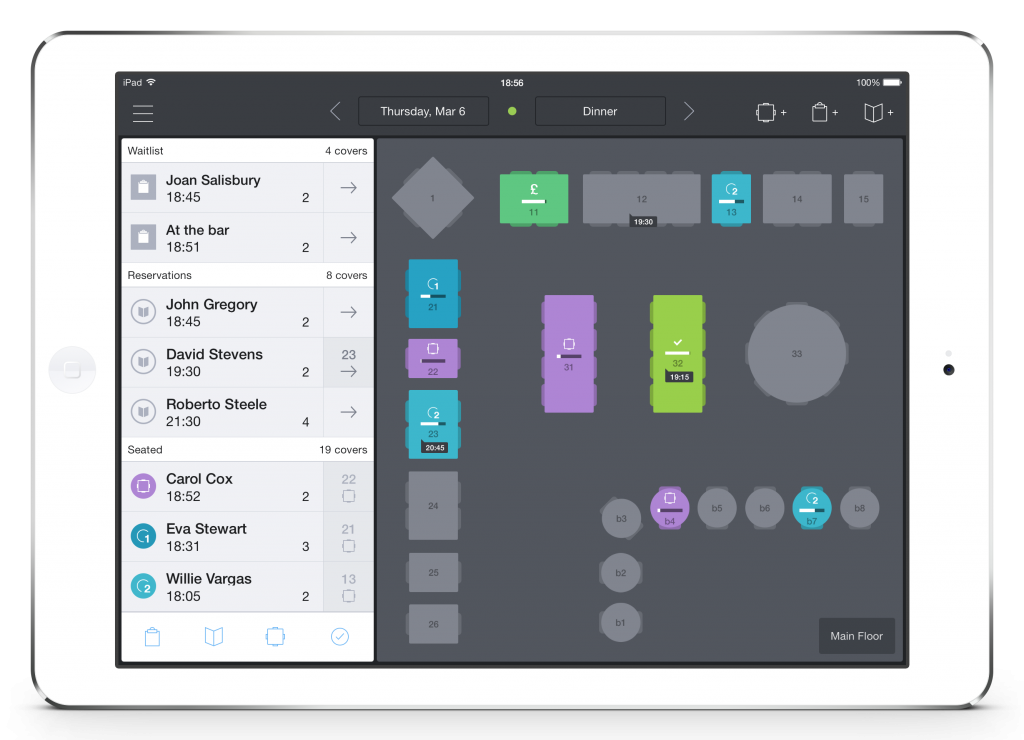 iPad 18:56 100%
Thursday, Mar 6 Dinner + + +
Waitlist 4 covers
Joan Salisbury
18:45 2
At the bar
18:51 2
Reservations 8 covers
John Gregory
18:45 2
David Stevens 23
19:30 2
Roberto Steele
21:30 4
Seated 19 covers
Carol Cox 22
18:52 2
Eva Stewart 21
1 18:31 3
Willie Vargas 13
2 18:05 2
1
£
11
12
19:30
2
13
14
15
1
21
22
2
23
20:45
24
25
26
31
32
19:15
33
b3
b4
b5
b6
2
b7
b8
b2
b1
Main Floor